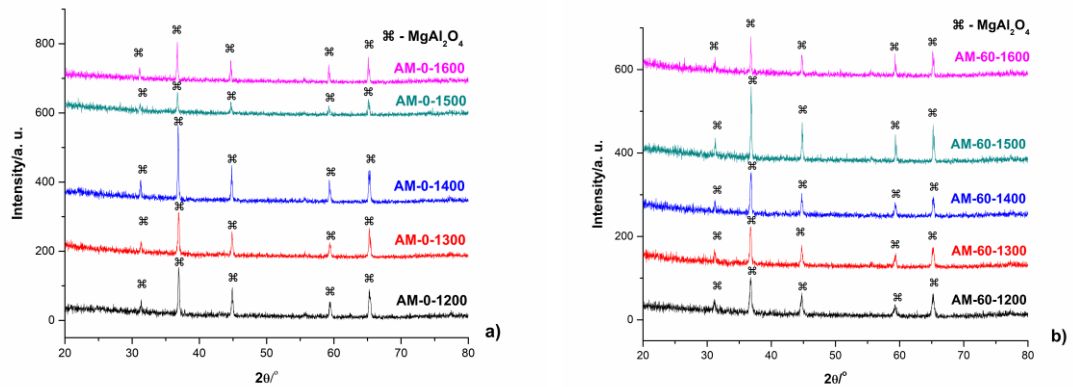 ⌘ - MgAl₂O₄
800
600
400
200
0
Intensity/a. u.
AM-0-1600
AM-0-1500
AM-0-1400
AM-0-1300
AM-0-1200
20 30 40 50 60 70 80
2θ/°
a)
⌘ - MgAl₂O₄
600
400
200
0
Intensity/a. u.
AM-60-1600
AM-60-1500
AM-60-1400
AM-60-1300
AM-60-1200
20 30 40 50 60 70 80
2θ/°
b)